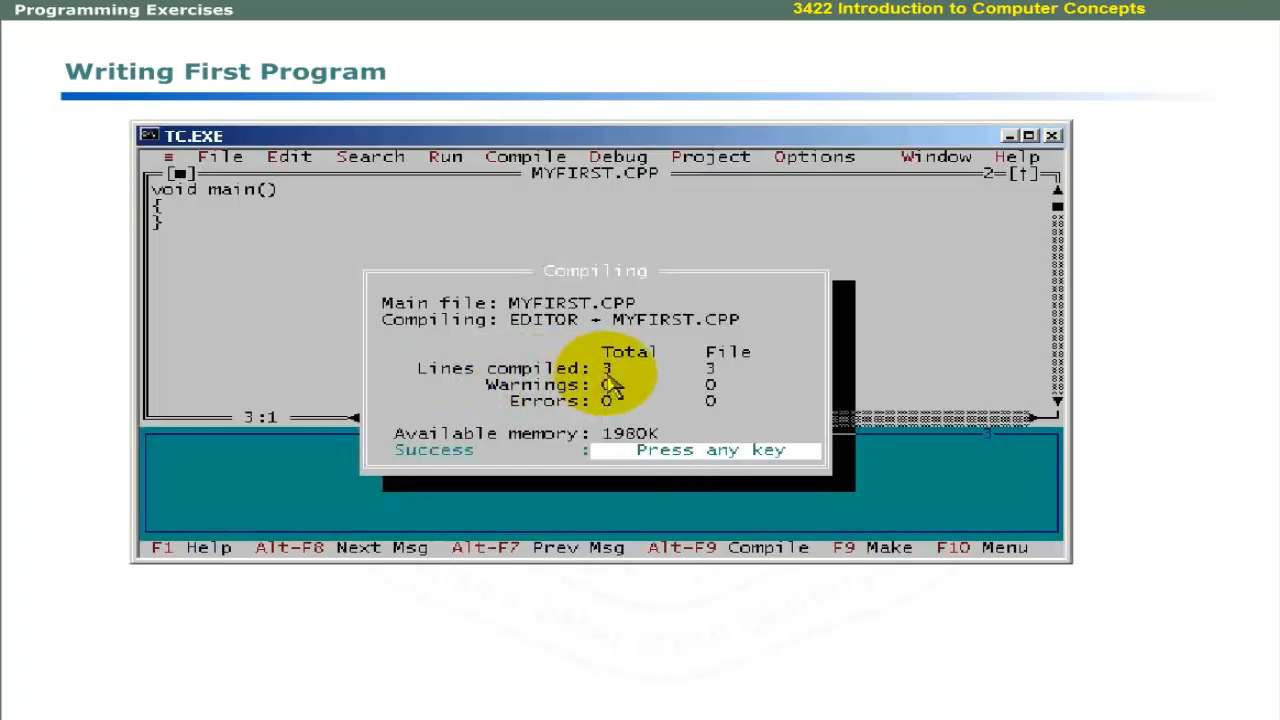 Programming Exercises
3422 Introduction to Computer Concepts
Writing First Program
TC.EXE
≡ File Edit Search Run Compile Debug Project Options Window Help
[■] MYFIRST.CPP 2=[↑]
void main()
{
}
Compiling
Main file: MYFIRST.CPP
Compiling: EDITOR → MYFIRST.CPP
Total File
Lines compiled: 3 3
Warnings: 0 0
Errors: 0 0
3:1
Available memory: 1980K
Success : Press any key
3
F1 Help Alt-F8 Next Msg Alt-F7 Prev Msg Alt-F9 Compile F9 Make F10 Menu